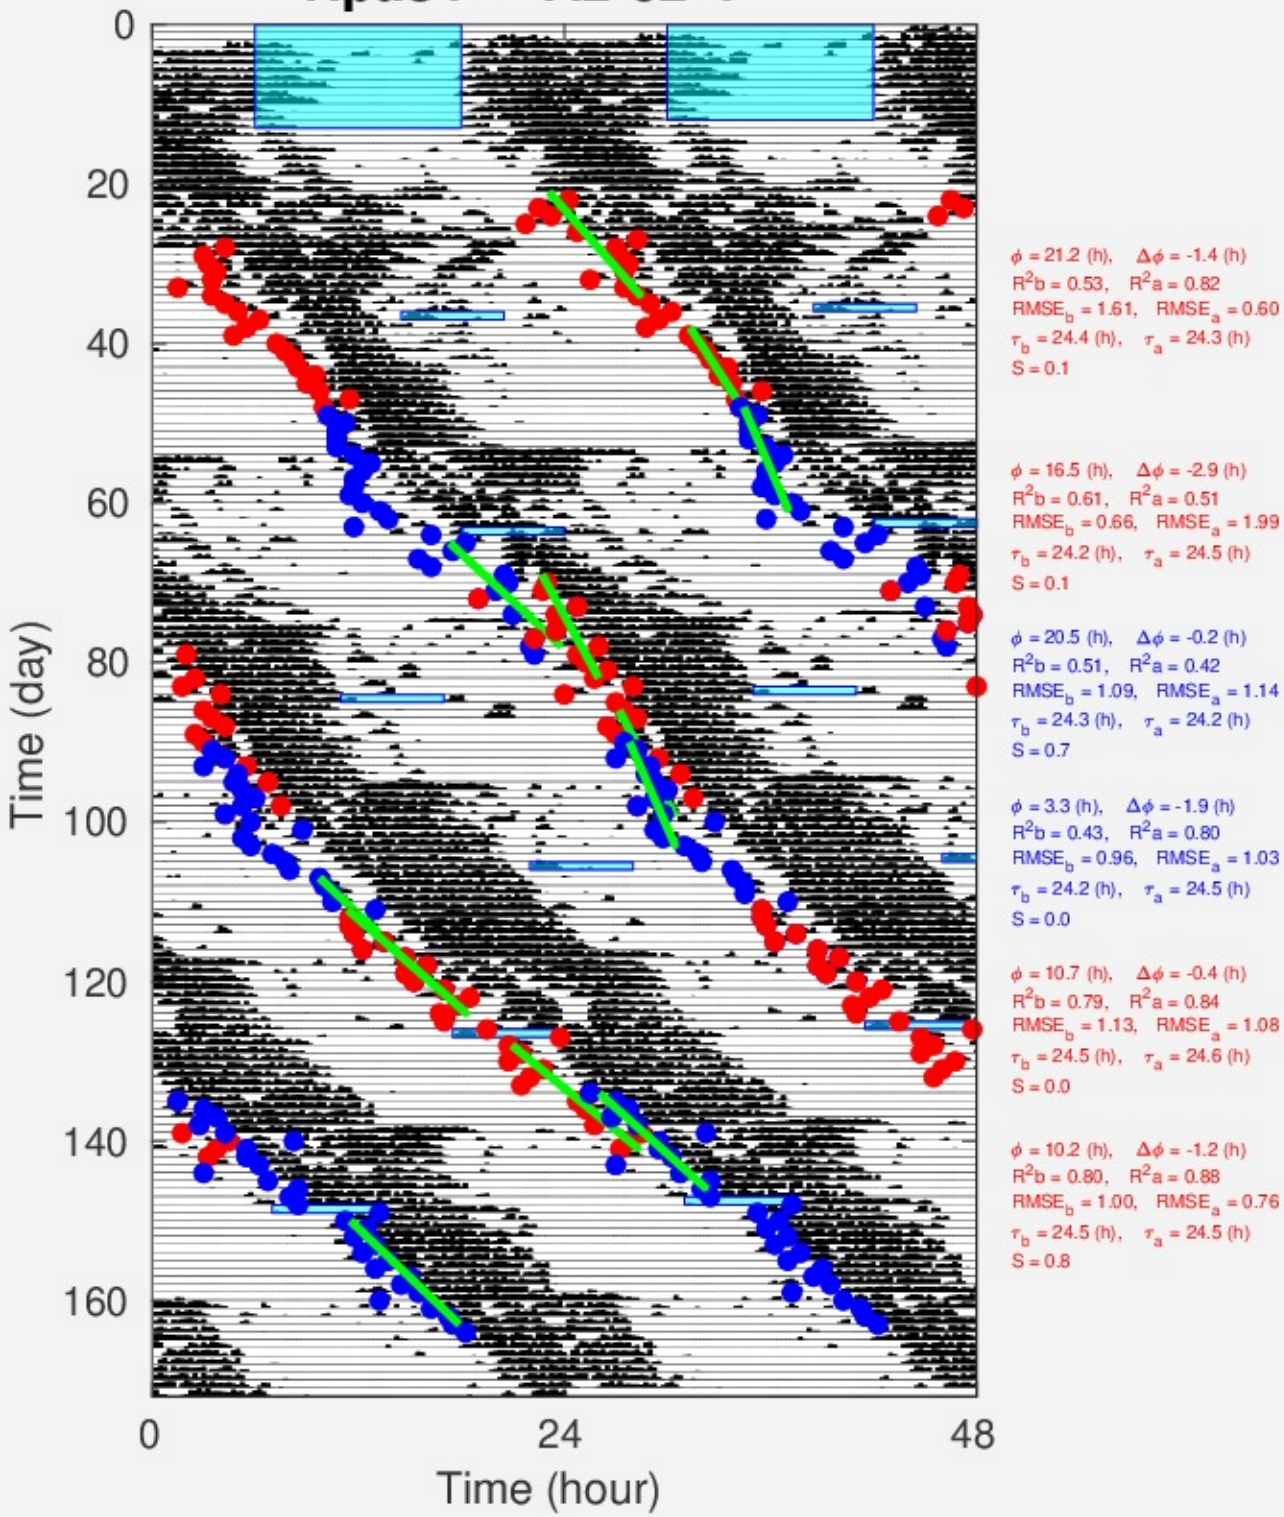 0
20
40
60
80
100
120
140
160
Time (day)
0
24
48
Time (hour)
ϕ = 21.2 (h), Δϕ = -1.4 (h)
R²b = 0.53, R²a = 0.82
RMSE_b = 1.61, RMSE_a = 0.60
τ_b = 24.4 (h), τ_a = 24.3 (h)
S = 0.1
ϕ = 16.5 (h), Δϕ = -2.9 (h)
R²b = 0.61, R²a = 0.51
RMSE_b = 0.66, RMSE_a = 1.99
τ_b = 24.2 (h), τ_a = 24.5 (h)
S = 0.1
ϕ = 20.5 (h), Δϕ = -0.2 (h)
R²b = 0.51, R²a = 0.42
RMSE_b = 1.09, RMSE_a = 1.14
τ_b = 24.3 (h), τ_a = 24.2 (h)
S = 0.7
ϕ = 3.3 (h), Δϕ = -1.9 (h)
R²b = 0.43, R²a = 0.80
RMSE_b = 0.96, RMSE_a = 1.03
τ_b = 24.2 (h), τ_a = 24.5 (h)
S = 0.0
ϕ = 10.7 (h), Δϕ = -0.4 (h)
R²b = 0.79, R²a = 0.84
RMSE_b = 1.13, RMSE_a = 1.08
τ_b = 24.5 (h), τ_a = 24.6 (h)
S = 0.0
ϕ = 10.2 (h), Δϕ = -1.2 (h)
R²b = 0.80, R²a = 0.88
RMSE_b = 1.00, RMSE_a = 0.76
τ_b = 24.5 (h), τ_a = 24.5 (h)
S = 0.8